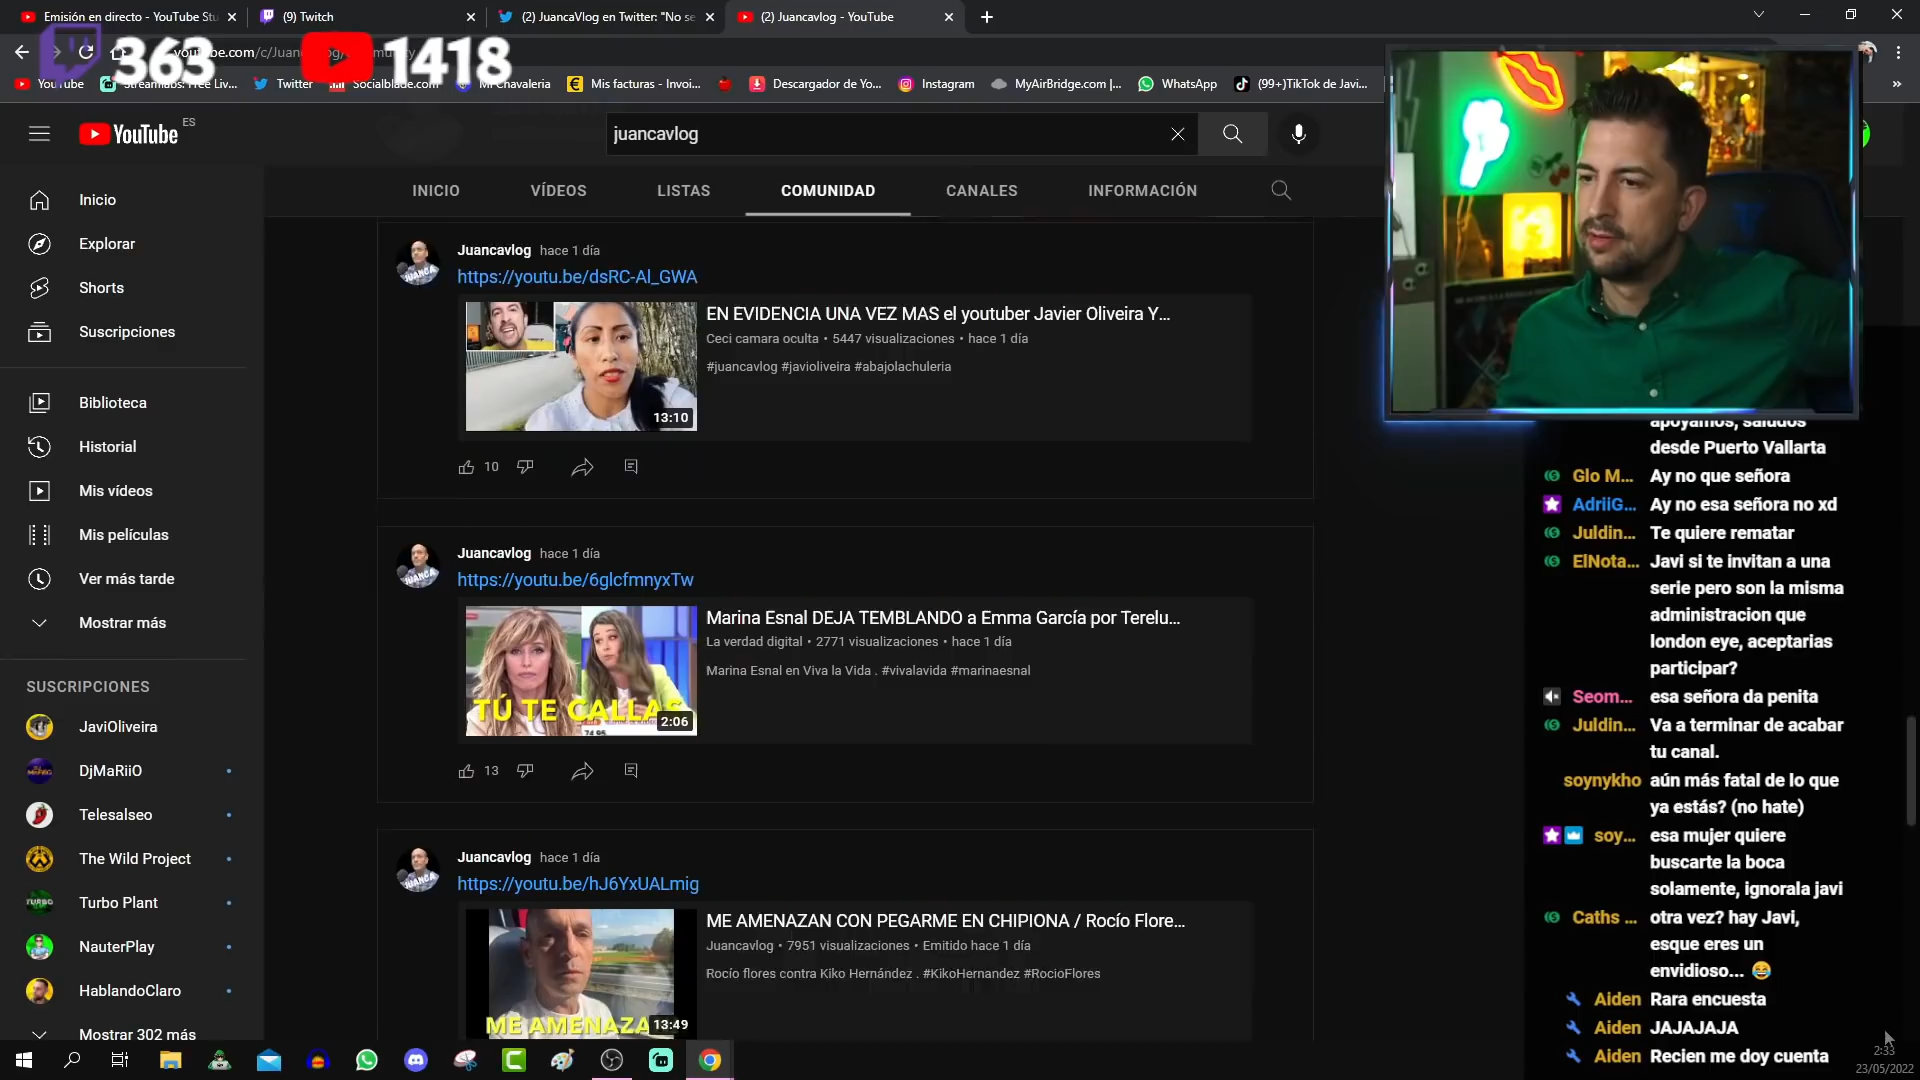 Emisión en directo - YouTube Stu
(9) Twitch
(2) JuancaVlog en Twitter: "No se
(2) Juancavlog - YouTube
363
1418
YouTube
Streamlabs: Free Liv...
Twitter
Socialblade.com
Mi Chavaleria
Mis facturas - Invoi...
Descargador de Yo...
Instagram
MyAirBridge.com |...
WhatsApp
(99+)TikTok de Javi...
YouTube ES
juancavlog
INICIO
VÍDEOS
LISTAS
COMUNIDAD
CANALES
INFORMACIÓN
Inicio
Explorar
Shorts
Suscripciones
Biblioteca
Historial
Mis vídeos
Mis películas
Ver más tarde
Mostrar más
SUSCRIPCIONES
JaviOliveira
DjMaRiiO
Telesalseo
The Wild Project
Turbo Plant
NauterPlay
HablandoClaro
Mostrar 302 más
Juancavlog hace 1 día
https://youtu.be/dsRC-Al_GWA
EN EVIDENCIA UNA VEZ MAS el youtuber Javier Oliveira Y...
Ceci camara oculta • 5447 visualizaciones • hace 1 día
#juancavlog #javioliveira #abajolachuleria
13:10
10
Juancavlog hace 1 día
https://youtu.be/6glcfmnyxTw
Marina Esnal DEJA TEMBLANDO a Emma García por Terelu...
La verdad digital • 2771 visualizaciones • hace 1 día
Marina Esnal en Viva la Vida . #vivalavida #marinaesnal
TÚ TE CALLAS
2:06
13
Juancavlog hace 1 día
https://youtu.be/hJ6YxUALmig
ME AMENAZAN CON PEGARME EN CHIPIONA / Rocío Flore...
Juancavlog • 7951 visualizaciones • Emitido hace 1 día
Rocío flores contra Kiko Hernández . #KikoHernandez #RocioFlores
ME AMENAZA
13:49
apoyamos, saludos
desde Puerto Vallarta
Glo M... Ay no que señora
AdriiG... Ay no esa señora no xd
Juldin... Te quiere rematar
ElNota... Javi si te invitan a una
serie pero son la misma
administracion que
london eye, aceptarias
participar?
Seom... esa señora da penita
Juldin... Va a terminar de acabar
tu canal.
soynykho aún más fatal de lo que
ya estás? (no hate)
soy... esa mujer quiere
buscarte la boca
solamente, ignorala javi
Caths ... otra vez? hay Javi,
esque eres un
envidioso... 😂
Aiden Rara encuesta
Aiden JAJAJAJA
Aiden Recien me doy cuenta
2:33
23/05/2022